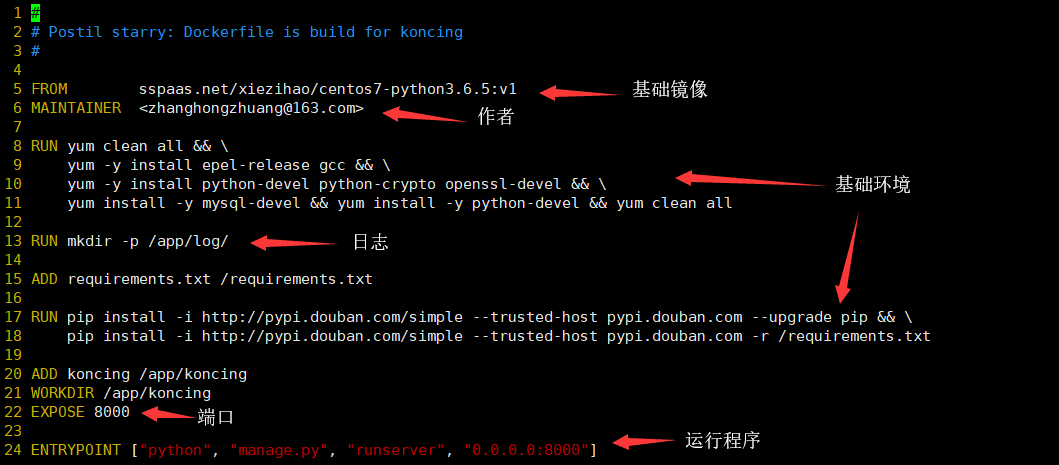 1 #
2 # Postil starry: Dockerfile is build for koncing
3 #
4
5 FROM        sspaas.net/xiezihao/centos7-python3.6.5:v1 基础镜像
6 MAINTAINER  <zhanghongzhuang@163.com> 作者
7
8 RUN yum clean all && \
9     yum -y install epel-release gcc && \
10     yum -y install python-devel python-crypto openssl-devel && \ 基础环境
11     yum install -y mysql-devel && yum install -y python-devel && yum clean all
12
13 RUN mkdir -p /app/log/ 日志
14
15 ADD requirements.txt /requirements.txt
16
17 RUN pip install -i http://pypi.douban.com/simple --trusted-host pypi.douban.com --upgrade pip && \
18     pip install -i http://pypi.douban.com/simple --trusted-host pypi.douban.com -r /requirements.txt
19
20 ADD koncing /app/koncing
21 WORKDIR /app/koncing
22 EXPOSE 8000 端口
23
24 ENTRYPOINT ["python", "manage.py", "runserver", "0.0.0.0:8000"] 运行程序